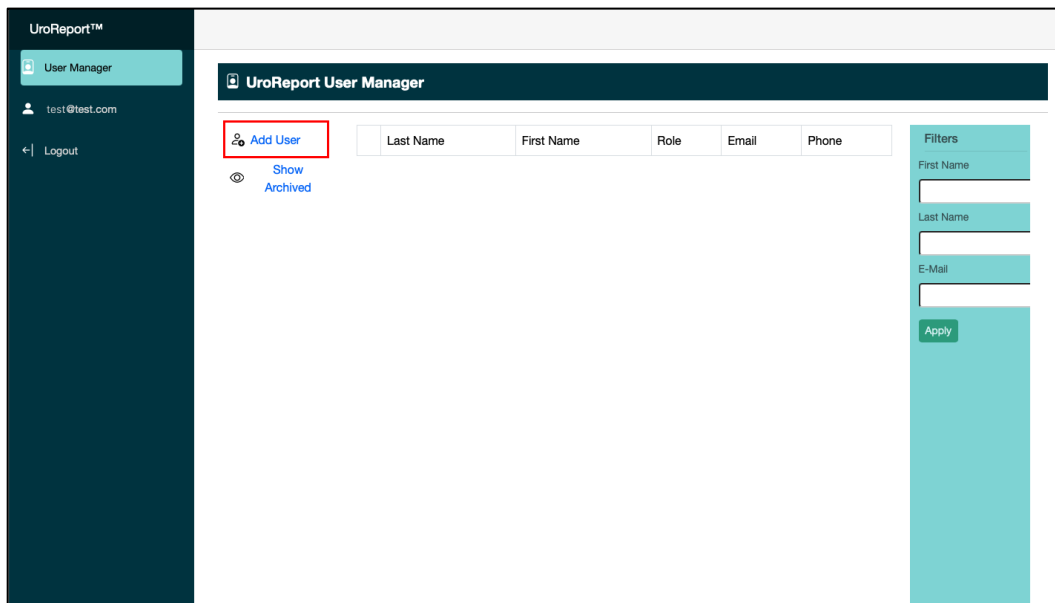 UroReport™
User Manager
test@test.com
Logout
UroReport User Manager
Add User
Show
Archived
Last Name First Name Role Email Phone
Filters
First Name
Last Name
E-Mail
Apply